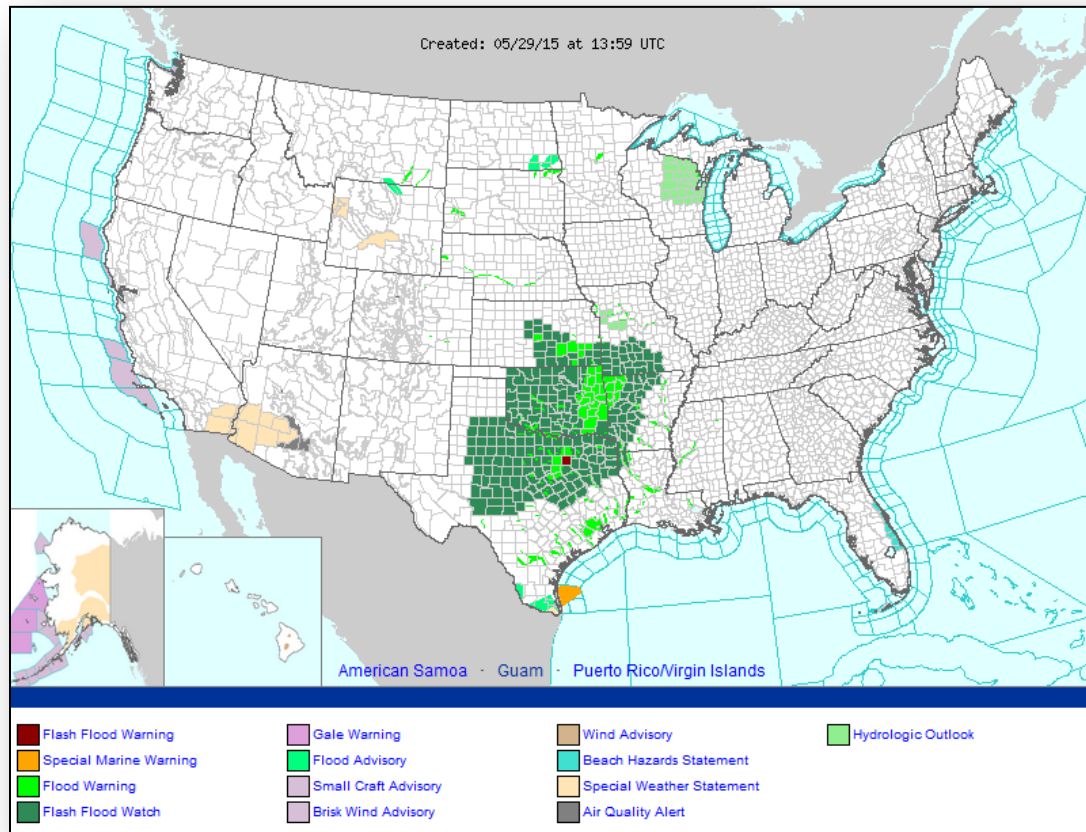 Created: 05/29/15 at 13:59 UTC
American Samoa - Guam - Puerto Rico/Virgin Islands
Flash Flood Warning
Special Marine Warning
Flood Warning
Flash Flood Watch
Gale Warning
Flood Advisory
Small Craft Advisory
Brisk Wind Advisory
Wind Advisory
Beach Hazards Statement
Special Weather Statement
Air Quality Alert
Hydrologic Outlook